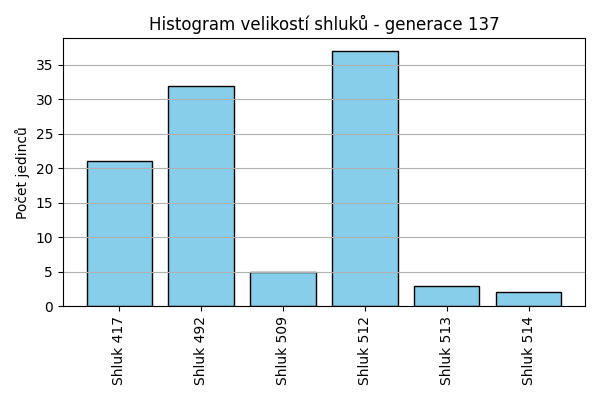 Histogram velikostí shluků - generace 137
Počet jedinců
35
30
25
20
15
10
5
0
Shluk 417
Shluk 492
Shluk 509
Shluk 512
Shluk 513
Shluk 514